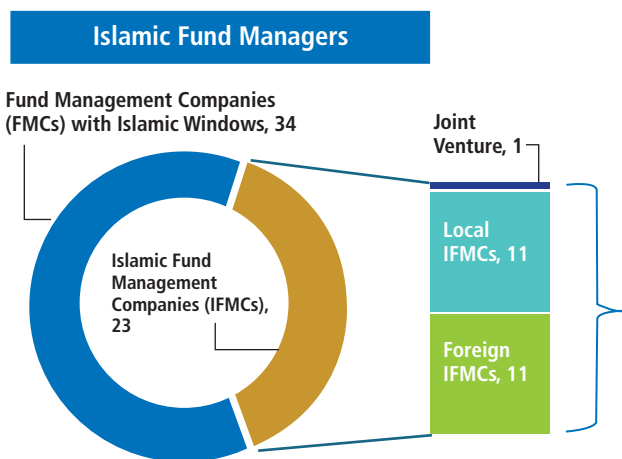 Islamic Fund Managers
Fund Management Companies
(FMCs) with Islamic Windows, 34
Islamic Fund
Management
Companies (IFMCs),
23
Joint
Venture, 1
Local
IFMCs, 11
Foreign
IFMCs, 11